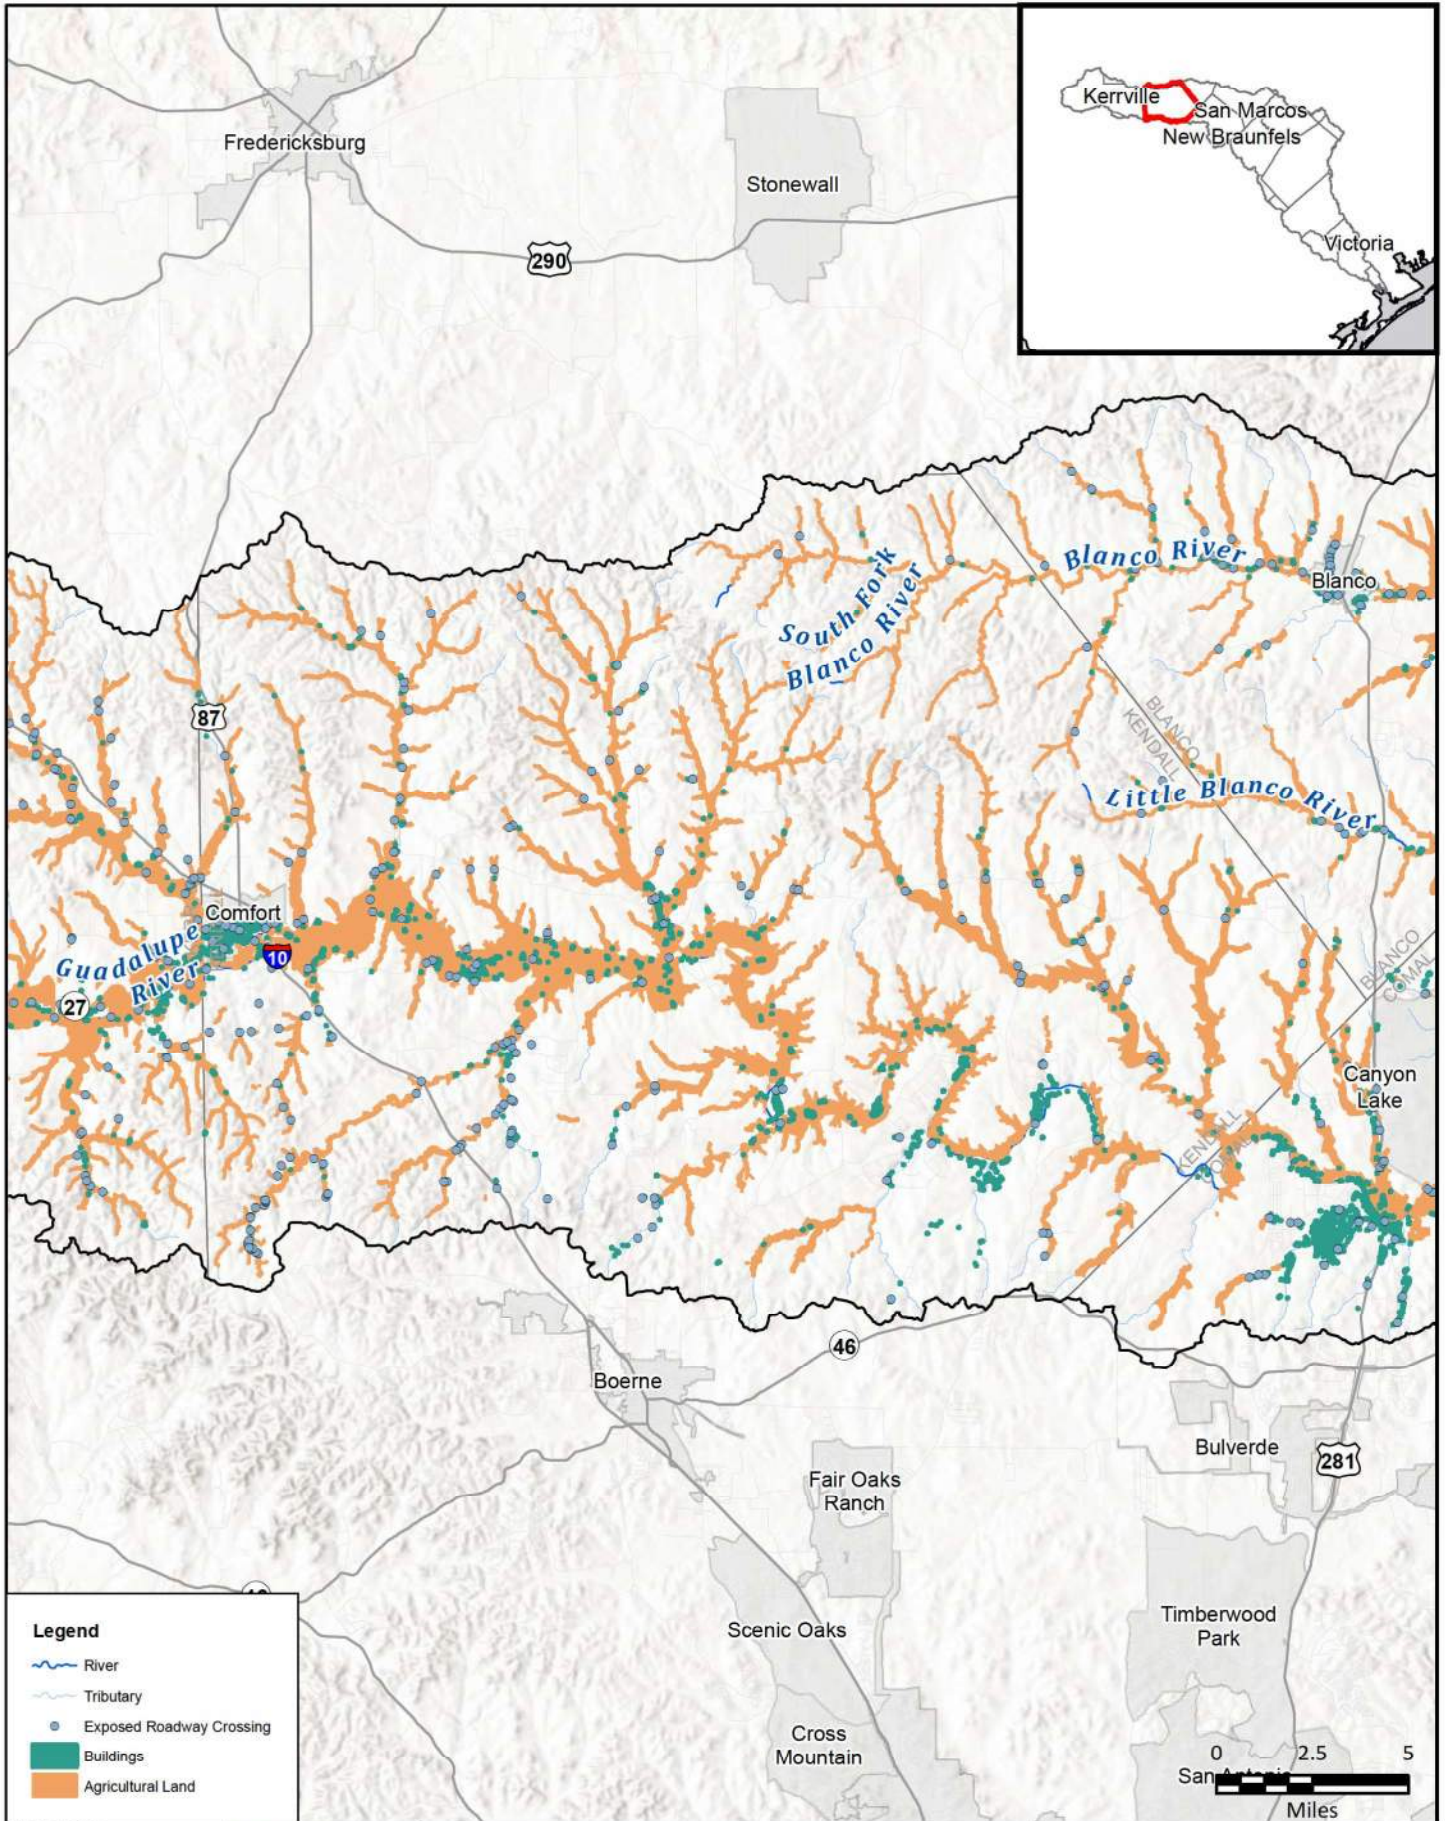 Kerrville
San Marcos
New Braunfels
Victoria
Fredericksburg
Stonewall
290
Blanco River
Blanco
South Fork
Blanco River
87
BLANCO
KENDALL
Little Blanco River
Comfort
Guadalupe
River
10
27
BLANCO
COMAL
Canyon
Lake
KENDALL
COMAL
46
Boerne
Bulverde
281
Fair Oaks
Ranch
Timberwood
Park
Scenic Oaks
Cross
Mountain
San Antonio
Legend
River
Tributary
Exposed Roadway Crossing
Buildings
Agricultural Land
0 2.5 5
Miles